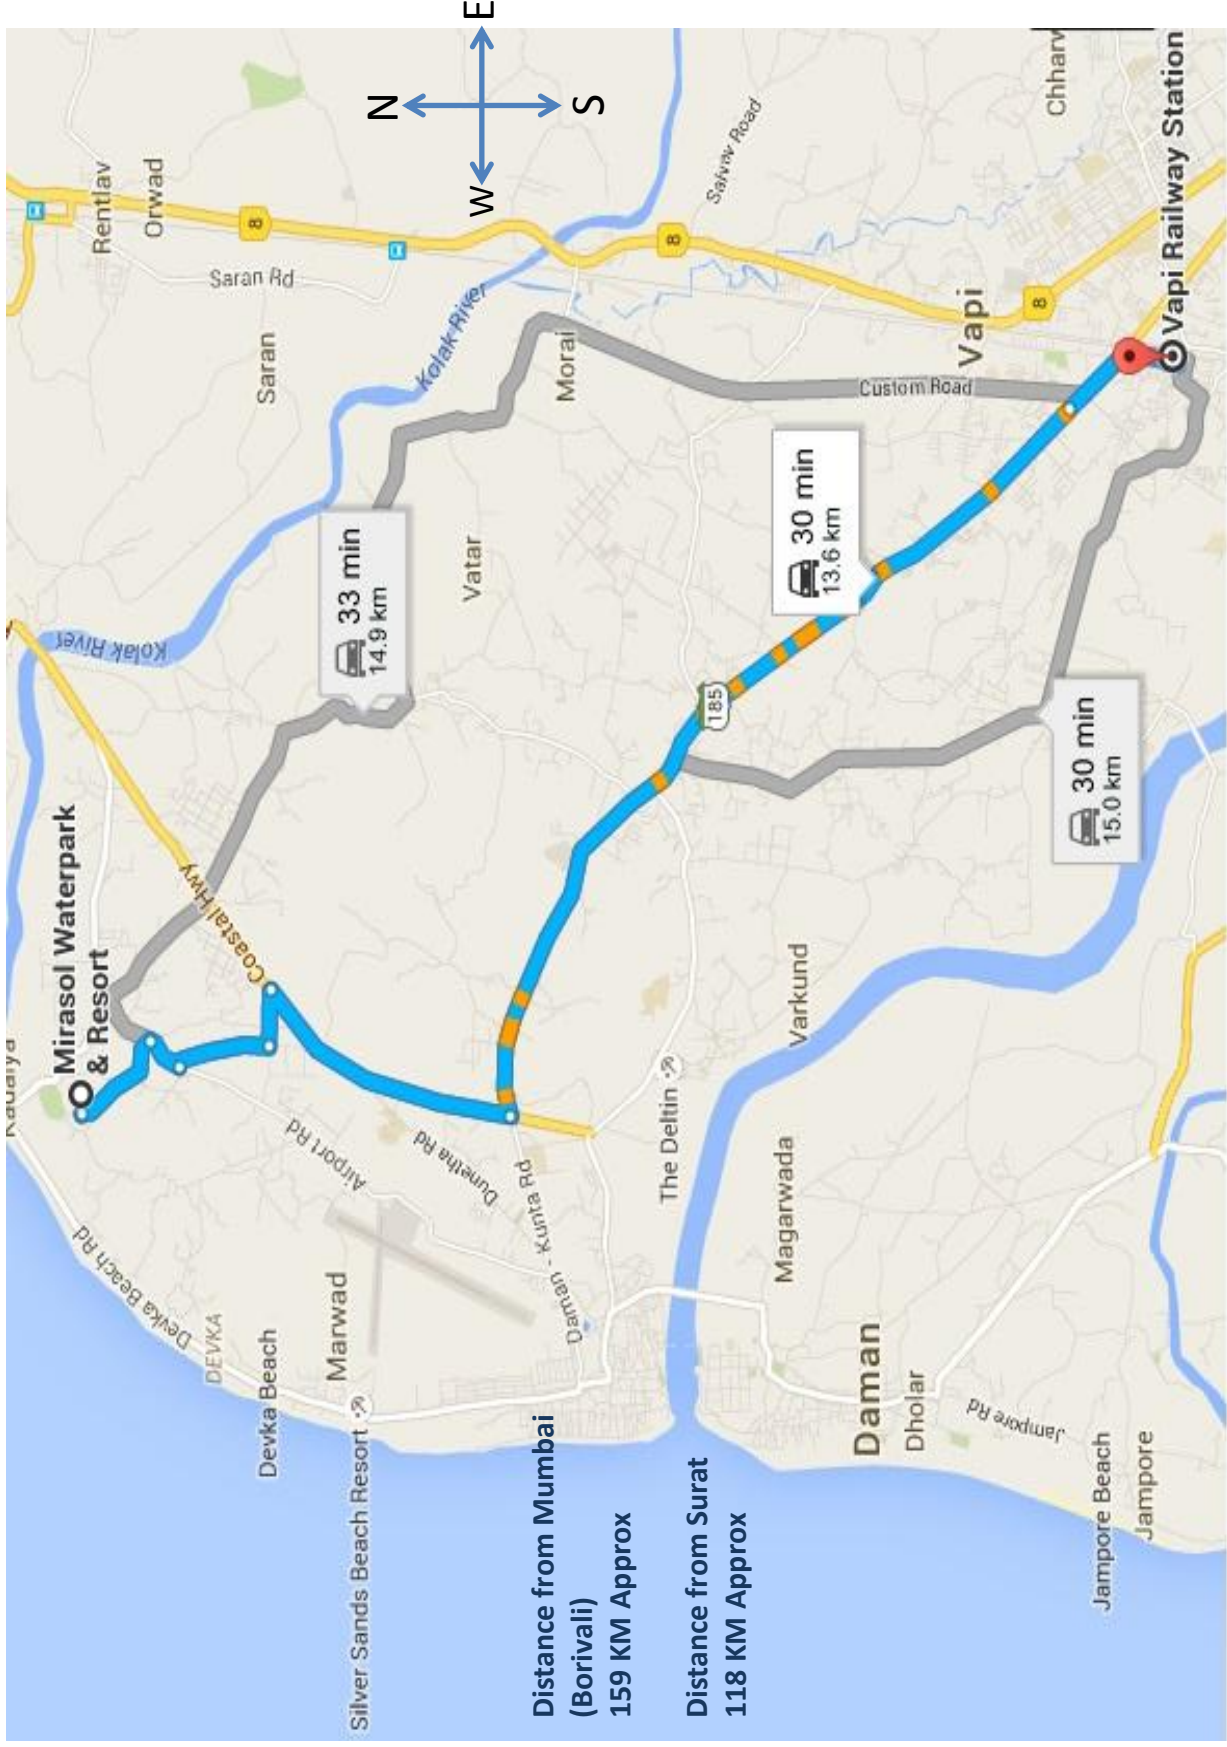 Mirasol Waterpark
& Resort
Rentlav
Orwad
8
Saran Rd
Saran
Kolak River
Kolak River
Coastal Hwy
Devka Beach Rd
DEVKA
Devka Beach
Marwad
Silver Sands Beach Resort
Airport Rd
Dunetha Rd
Daman - Kunta Rd
33 min
14.9 km
N
W
E
S
Vatar
Morai
Distance from Mumbai
(Borivali)
159 KM Approx
Distance from Surat
118 KM Approx
The Deltin
185
8
Salvav Road
Varkund
Magarwada
30 min
13.6 km
Daman
Dholar
Custom Road
Vapi
8
Jampore Rd
30 min
15.0 km
Jampore Beach
Jampore
Vapi Railway Station